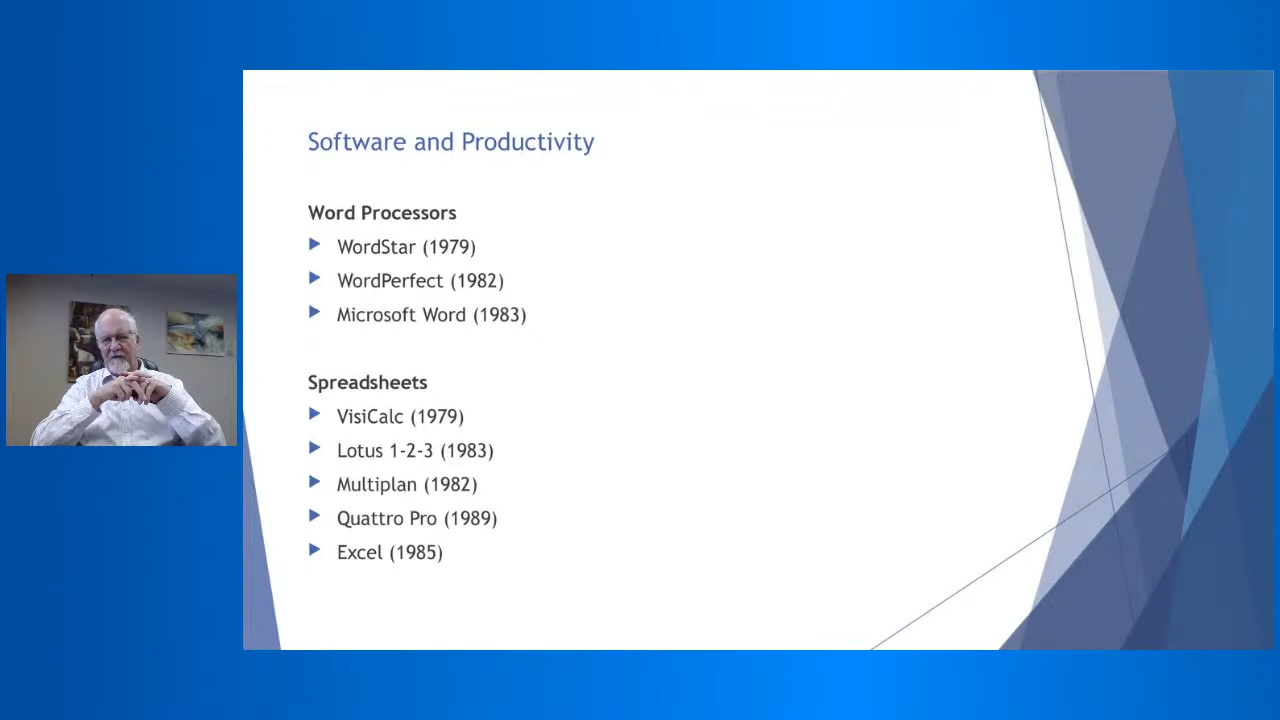 Software and Productivity
Word Processors
WordStar (1979)
WordPerfect (1982)
Microsoft Word (1983)
Spreadsheets
VisiCalc (1979)
Lotus 1-2-3 (1983)
Multiplan (1982)
Quattro Pro (1989)
Excel (1985)